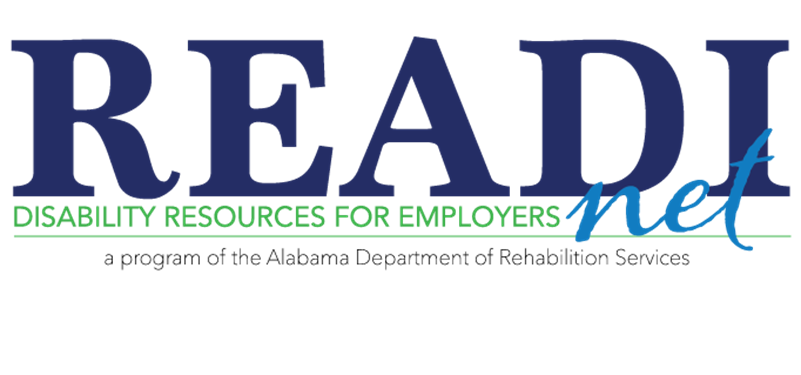 READI
net
DISABILITY RESOURCES FOR EMPLOYERS
a program of the Alabama Department of Rehabilition Services